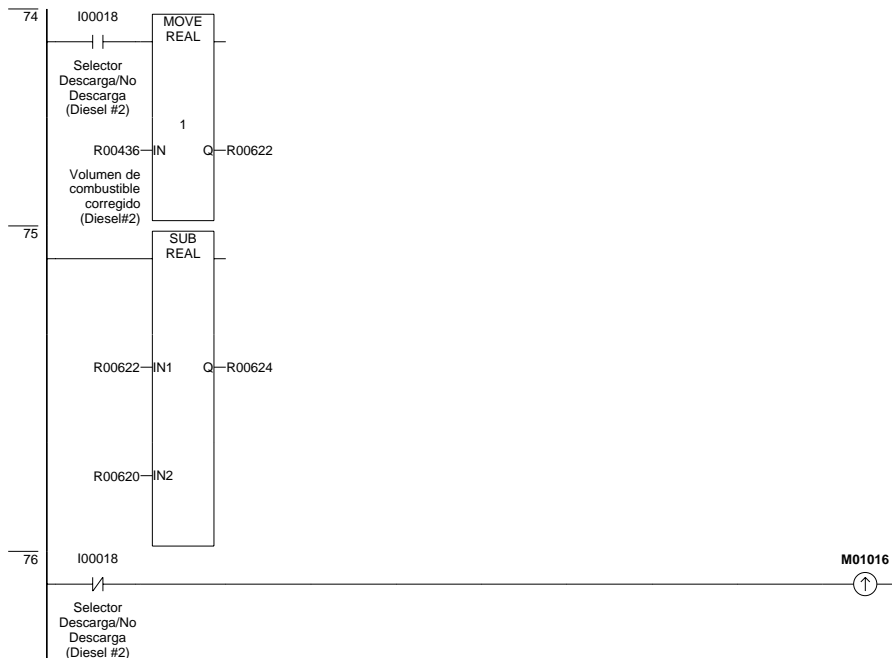 74
I00018
MOVE
REAL
Selector
Descarga/No
Descarga
(Diesel #2)
1
R00436
IN
Q
R00622
Volumen de
combustible
corregido
(Diesel#2)
75
SUB
REAL
R00622
IN1
Q
R00624
R00620
IN2
76
I00018
M01016
Selector
Descarga/No
Descarga
(Diesel #2)